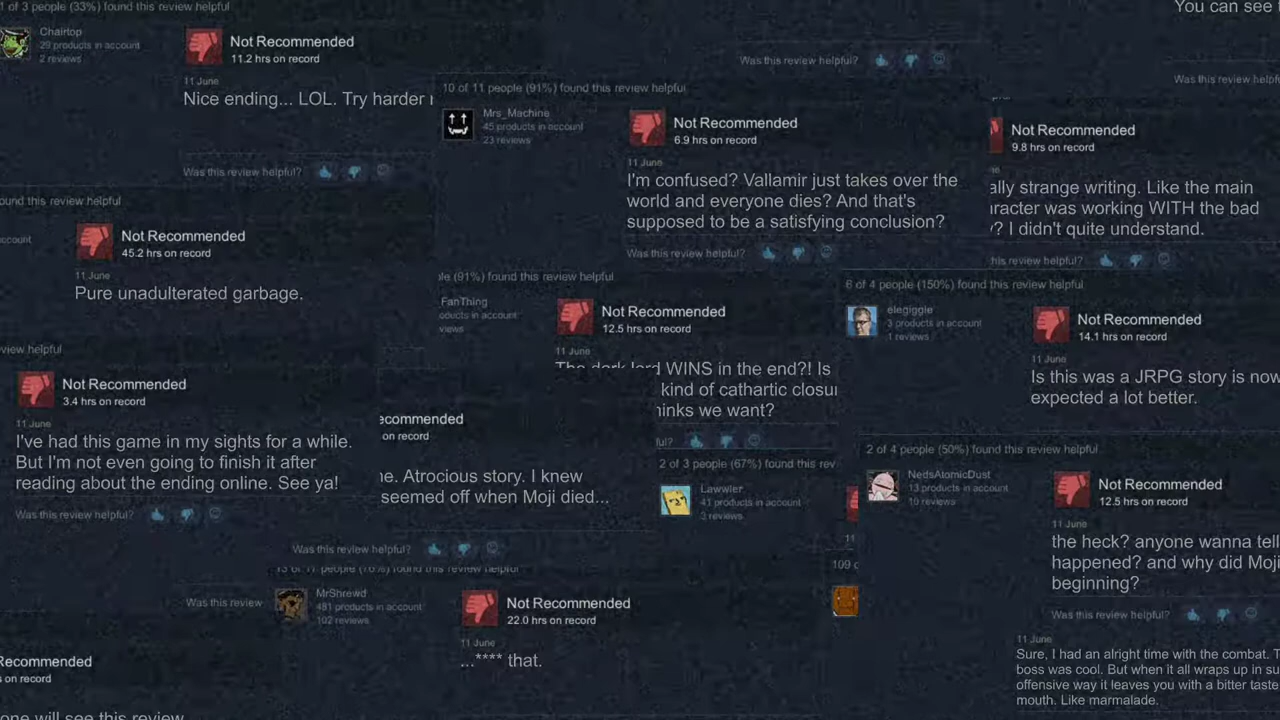 1 of 3 people (33%) found this review helpful
Chairtop
29 products in account
2 reviews
Not Recommended
11.2 hrs on record
11 June
Nice ending... LOL. Try harder
Was this review helpful?
You can see
Was this review helpful?
Was this review helpful
10 of 11 people (91%) found this review helpful
Mrs_Machine
45 products in account
23 reviews
Not Recommended
6.9 hrs on record
11 June
I'm confused? Vallamir just takes over the
world and everyone dies? And that's
supposed to be a satisfying conclusion?
Was this review helpful?
Not Recommended
9.8 hrs on record
ally strange writing. Like the main
racter was working WITH the bad
? I didn't quite understand.
his review helpful?
ound this review helpful
ccount
Not Recommended
45.2 hrs on record
11 June
Pure unadulterated garbage.
(91%) found this review helpful
FanThing
oducts in account
views
Not Recommended
12.5 hrs on record
11 June
The dark lord WINS in the end?! Is
kind of cathartic closu
hinks we want?
ful?
6 of 4 people (150%) found this review helpful
elegiggle
3 products in account
1 reviews
Not Recommended
14.1 hrs on record
11 June
Is this was a JRPG story is now
expected a lot better.
view helpful
Not Recommended
3.4 hrs on record
11 June
I've had this game in my sights for a while.
But I'm not even going to finish it after
reading about the ending online. See ya!
Was this review helpful?
ecommended
on record
e. Atrocious story. I knew
seemed off when Moji died...
Was this review helpful?
2 of 3 people (67%) found this rev
Lawwler
41 products in account
3 reviews
11
109
2 of 4 people (50%) found this review helpful
NedsAtomicDust
13 products in account
10 reviews
Not Recommended
12.5 hrs on record
11 June
the heck? anyone wanna tell
happened? and why did Moji
beginning?
Was this review helpful?
people found this review helpful
Was this review
MrShrewd
481 products in account
102 reviews
Not Recommended
22.0 hrs on record
11 June
...**** that.
Recommended
s on record
one will see this review
11 June
Sure, I had an alright time with the combat. T
boss was cool. But when it all wraps up in su
offensive way it leaves you with a bitter taste
mouth. Like marmalade.